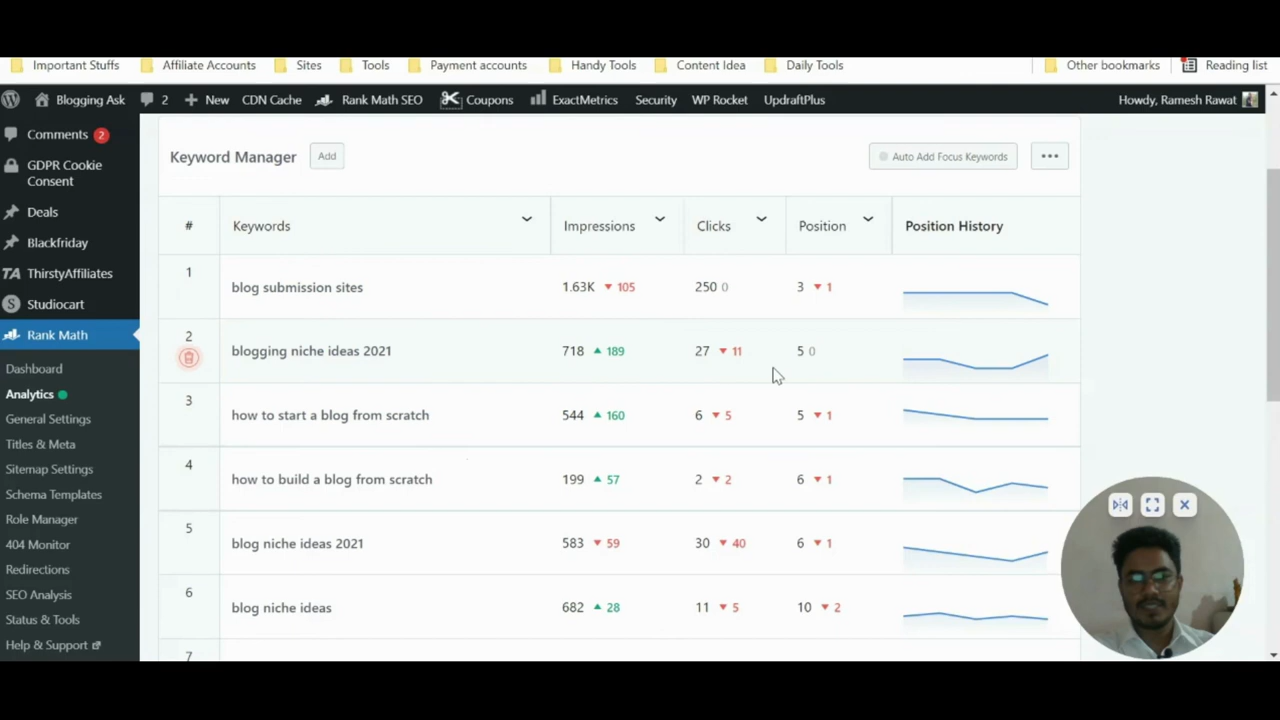 Important Stuffs Affiliate Accounts Sites Tools Payment accounts Handy Tools Content Idea Daily Tools Other bookmarks Reading list
Blogging Ask 2 New CDN Cache Rank Math SEO Coupons ExactMetrics Security WP Rocket UpdraftPlus Howdy, Ramesh Rawat
Comments 2
GDPR Cookie
Consent
Deals
Blackfriday
ThirstyAffiliates
Studiocart
Rank Math
Dashboard
Analytics
General Settings
Titles & Meta
Sitemap Settings
Schema Templates
Role Manager
404 Monitor
Redirections
SEO Analysis
Status & Tools
Help & Support
Keyword Manager Add Auto Add Focus Keywords
# Keywords Impressions Clicks Position Position History
1 blog submission sites 1.63K 105 250 0 3 1
2 blogging niche ideas 2021 718 189 27 11 5 0
3 how to start a blog from scratch 544 160 6 5 5 1
4 how to build a blog from scratch 199 57 2 2 6 1
5 blog niche ideas 2021 583 59 30 40 6 1
6 blog niche ideas 682 28 11 5 10 2
7